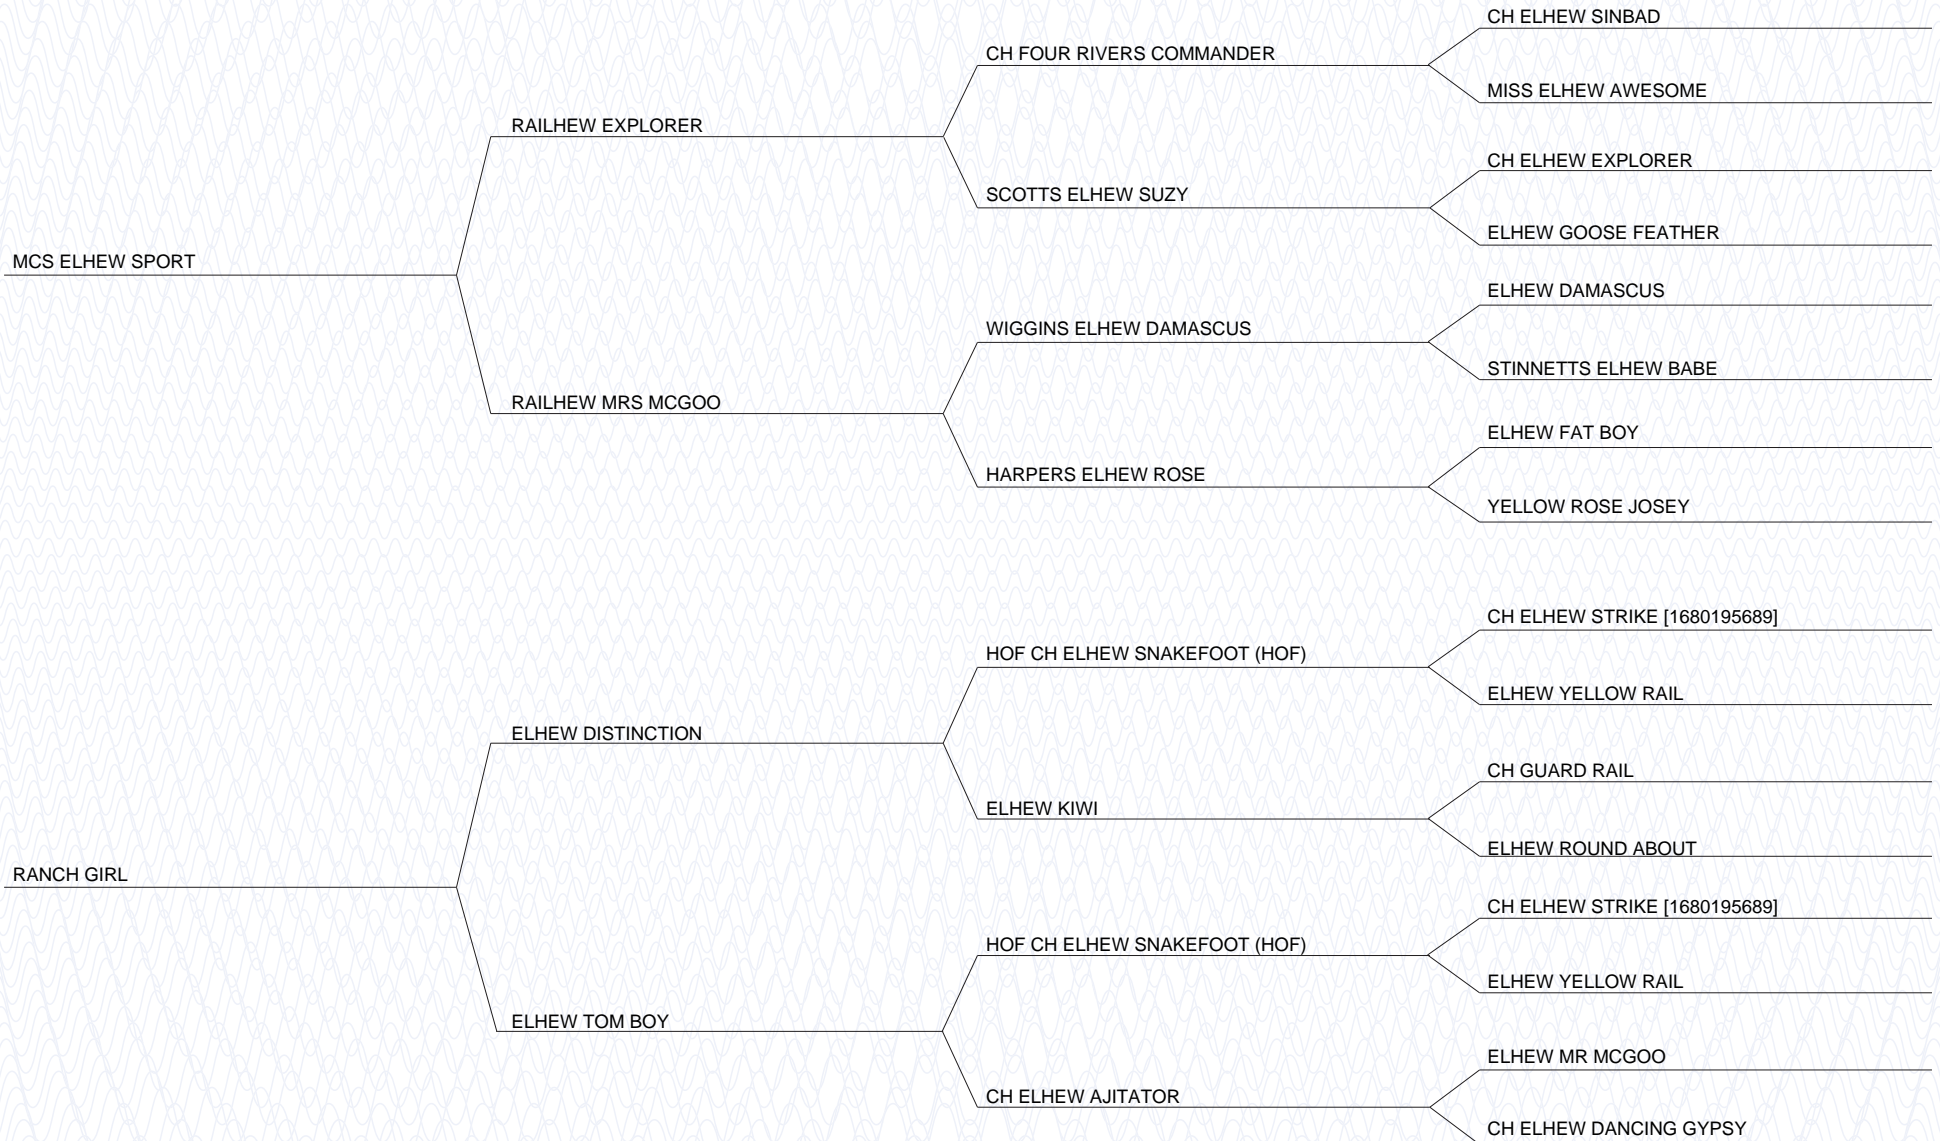 CH ELHEW SINBAD
CH FOUR RIVERS COMMANDER
MISS ELHEW AWESOME
RAILHEW EXPLORER
CH ELHEW EXPLORER
SCOTTS ELHEW SUZY
ELHEW GOOSE FEATHER
MCS ELHEW SPORT
ELHEW DAMASCUS
WIGGINS ELHEW DAMASCUS
STINNETTS ELHEW BABE
RAILHEW MRS MCGOO
ELHEW FAT BOY
HARPERS ELHEW ROSE
YELLOW ROSE JOSEY
CH ELHEW STRIKE [1680195689]
HOF CH ELHEW SNAKEFOOT (HOF)
ELHEW YELLOW RAIL
ELHEW DISTINCTION
CH GUARD RAIL
ELHEW KIWI
ELHEW ROUND ABOUT
RANCH GIRL
CH ELHEW STRIKE [1680195689]
HOF CH ELHEW SNAKEFOOT (HOF)
ELHEW YELLOW RAIL
ELHEW TOM BOY
ELHEW MR MCGOO
CH ELHEW AJITATOR
CH ELHEW DANCING GYPSY